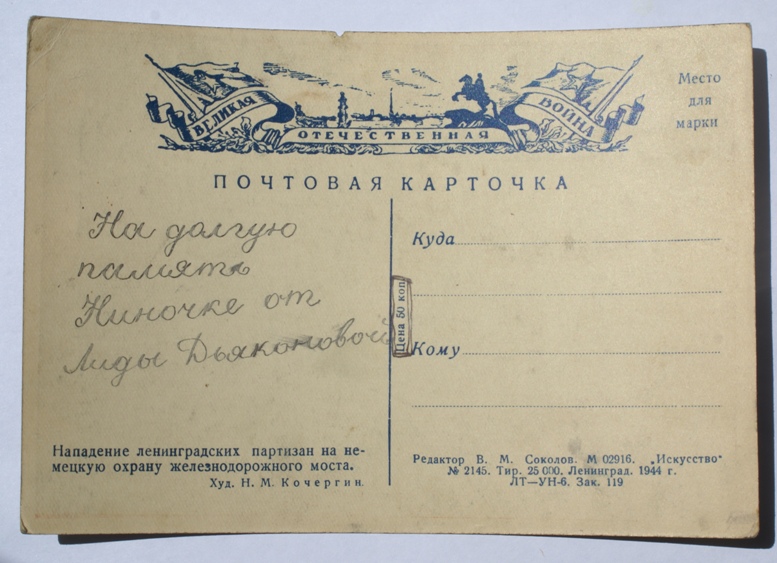 ВЕЛИКАЯ ОТЕЧЕСТВЕННАЯ ВОЙНА
Место
для
марки
ПОЧТОВАЯ КАРТОЧКА
На долгую
память
Ниночке от
Лиды Дьяконовой
Цена 50 коп.
Куда
Кому
Нападение ленинградских партизан на не-
мецкую охрану железнодорожного моста.
Худ. Н. М. Кочергин.
Редактор В. М. Соколов. М 02916. „Искусство"
№ 2145. Тир. 25 000. Ленинград. 1944 г.
ЛТ—УН-6. Зак. 119